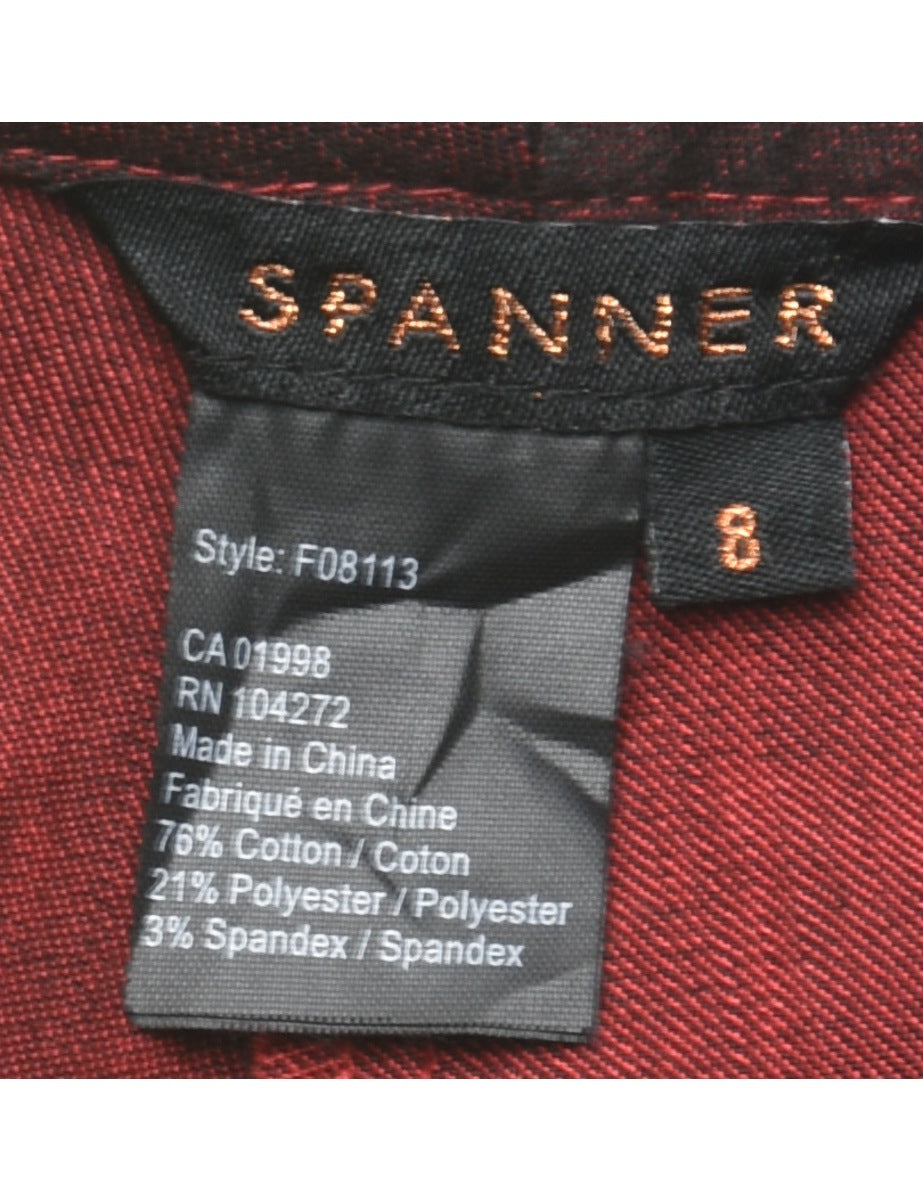 SPANNER
8
Style: F08113
CA 01998
RN 104272
Made in China
Fabriqué en Chine
76% Cotton / Coton
21% Polyester / Polyester
3% Spandex / Spandex